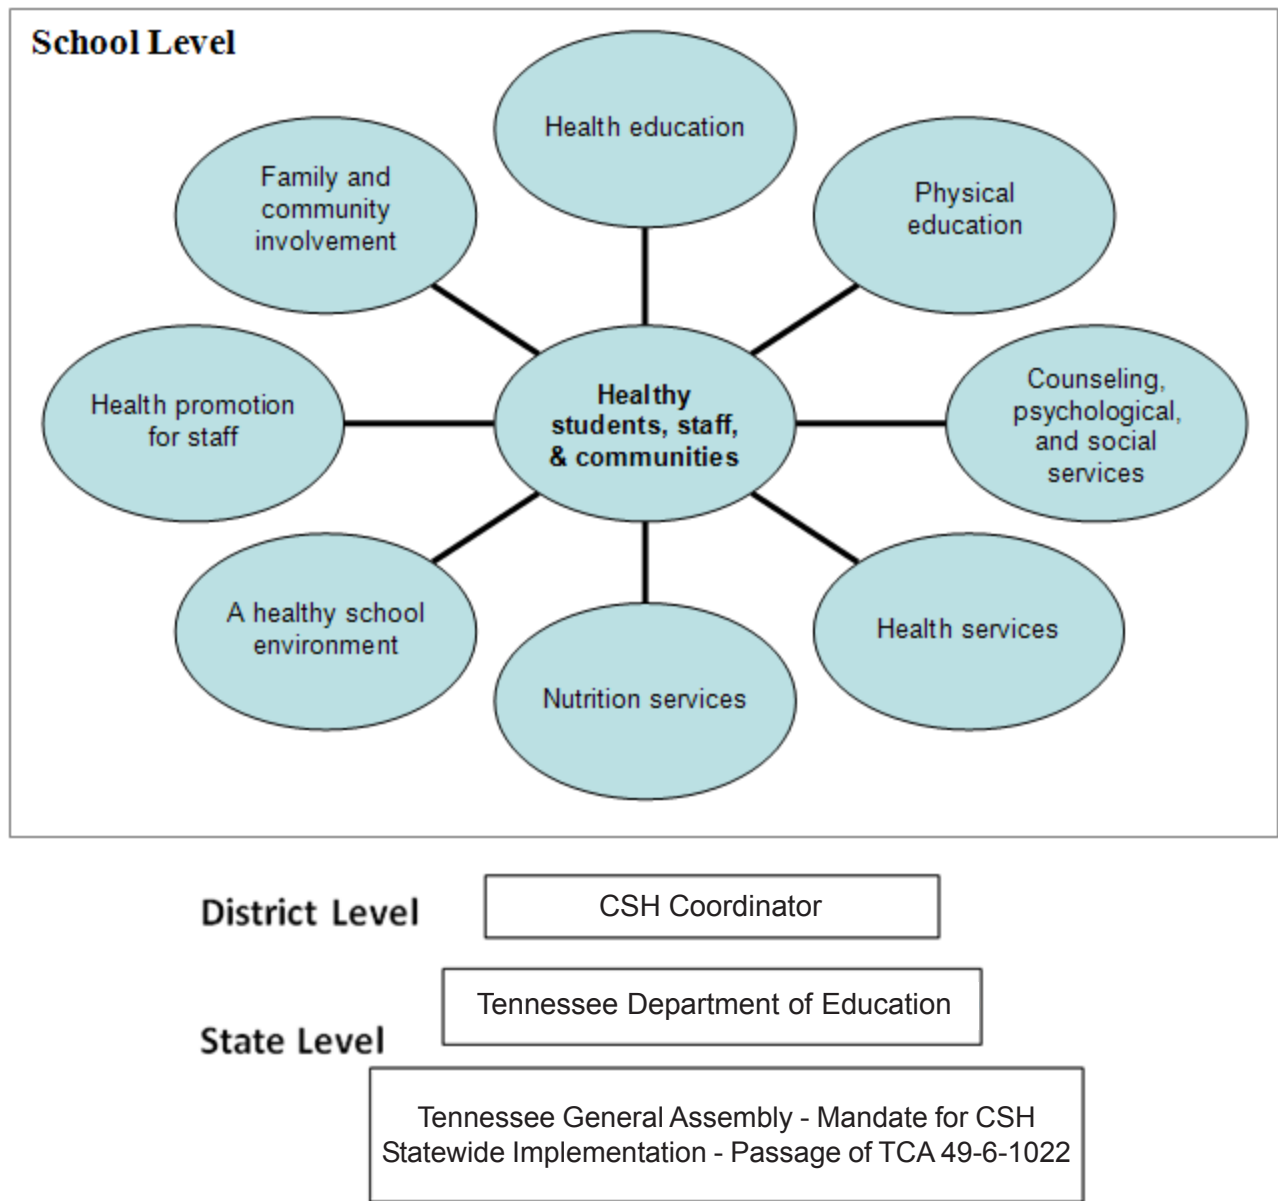 School Level
Health education
Family and
community
involvement
Physical
education
Health promotion
for staff
Healthy
students, staff,
& communities
Counseling,
psychological,
and social
services
A healthy school
environment
Nutrition services
Health services
District Level
CSH Coordinator
State Level
Tennessee Department of Education
Tennessee General Assembly - Mandate for CSH
Statewide Implementation - Passage of TCA 49-6-1022